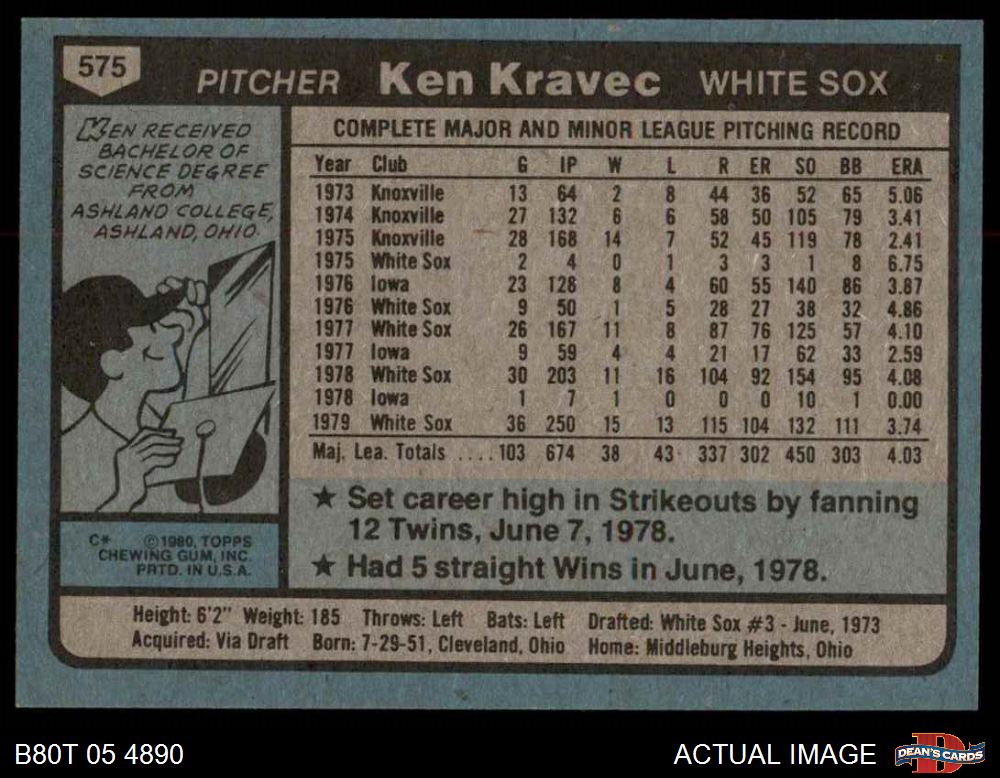 575
PITCHER Ken Kravec WHITE SOX
KEN RECEIVED
BACHELOR OF
SCIENCE DEGREE
FROM
ASHLAND COLLEGE,
ASHLAND, OHIO.
COMPLETE MAJOR AND MINOR LEAGUE PITCHING RECORD
Year Club G IP W L R ER SO BB ERA
1973 Knoxville 13 64 2 8 44 36 52 65 5.06
1974 Knoxville 27 132 6 6 58 50 105 79 3.41
1975 Knoxville 28 168 14 7 52 45 119 78 2.41
1975 White Sox 2 4 0 1 3 3 1 8 6.75
1976 Iowa 23 128 8 4 60 55 140 86 3.87
1976 White Sox 9 50 1 5 28 27 38 32 4.86
1977 White Sox 26 167 11 8 87 76 125 57 4.10
1977 Iowa 9 59 4 4 21 17 62 33 2.59
1978 White Sox 30 203 11 16 104 92 154 95 4.08
1978 Iowa 1 7 1 0 0 0 10 1 0.00
1979 White Sox 36 250 15 13 115 104 132 111 3.74
Maj. Lea. Totals ....103 674 38 43 337 302 450 303 4.03
★ Set career high in Strikeouts by fanning
12 Twins, June 7, 1978.
★ Had 5 straight Wins in June, 1978.
C* ©1980, TOPPS
CHEWING GUM, INC.
PRTD. IN U.S.A.
Height: 6'2" Weight: 185 Throws: Left Bats: Left Drafted: White Sox #3 - June, 1973
Acquired: Via Draft Born: 7-29-51, Cleveland, Ohio Home: Middleburg Heights, Ohio
B80T 05 4890 ACTUAL IMAGE DEAN'S CARDS